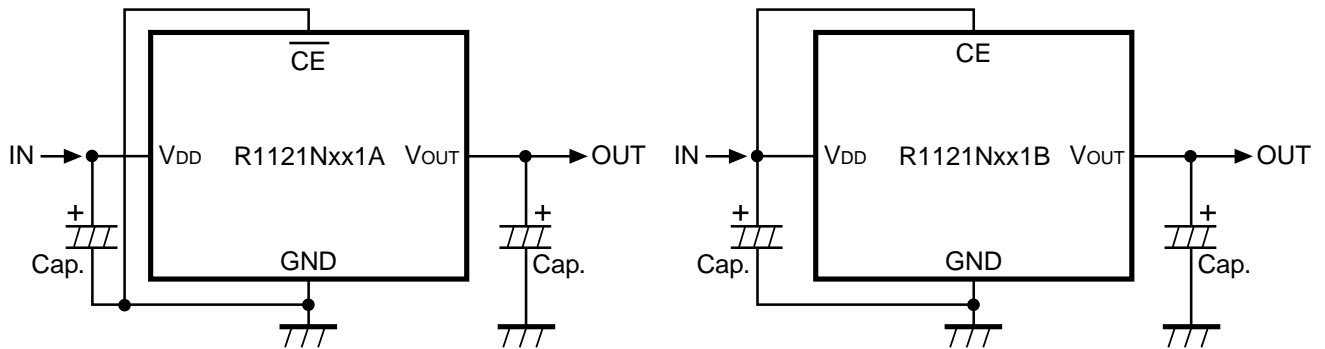 CE
IN
VDD
R1121Nxx1A
VOUT
OUT
+
Cap.
+
Cap.
GND
CE
IN
VDD
R1121Nxx1B
VOUT
OUT
+
Cap.
+
Cap.
GND